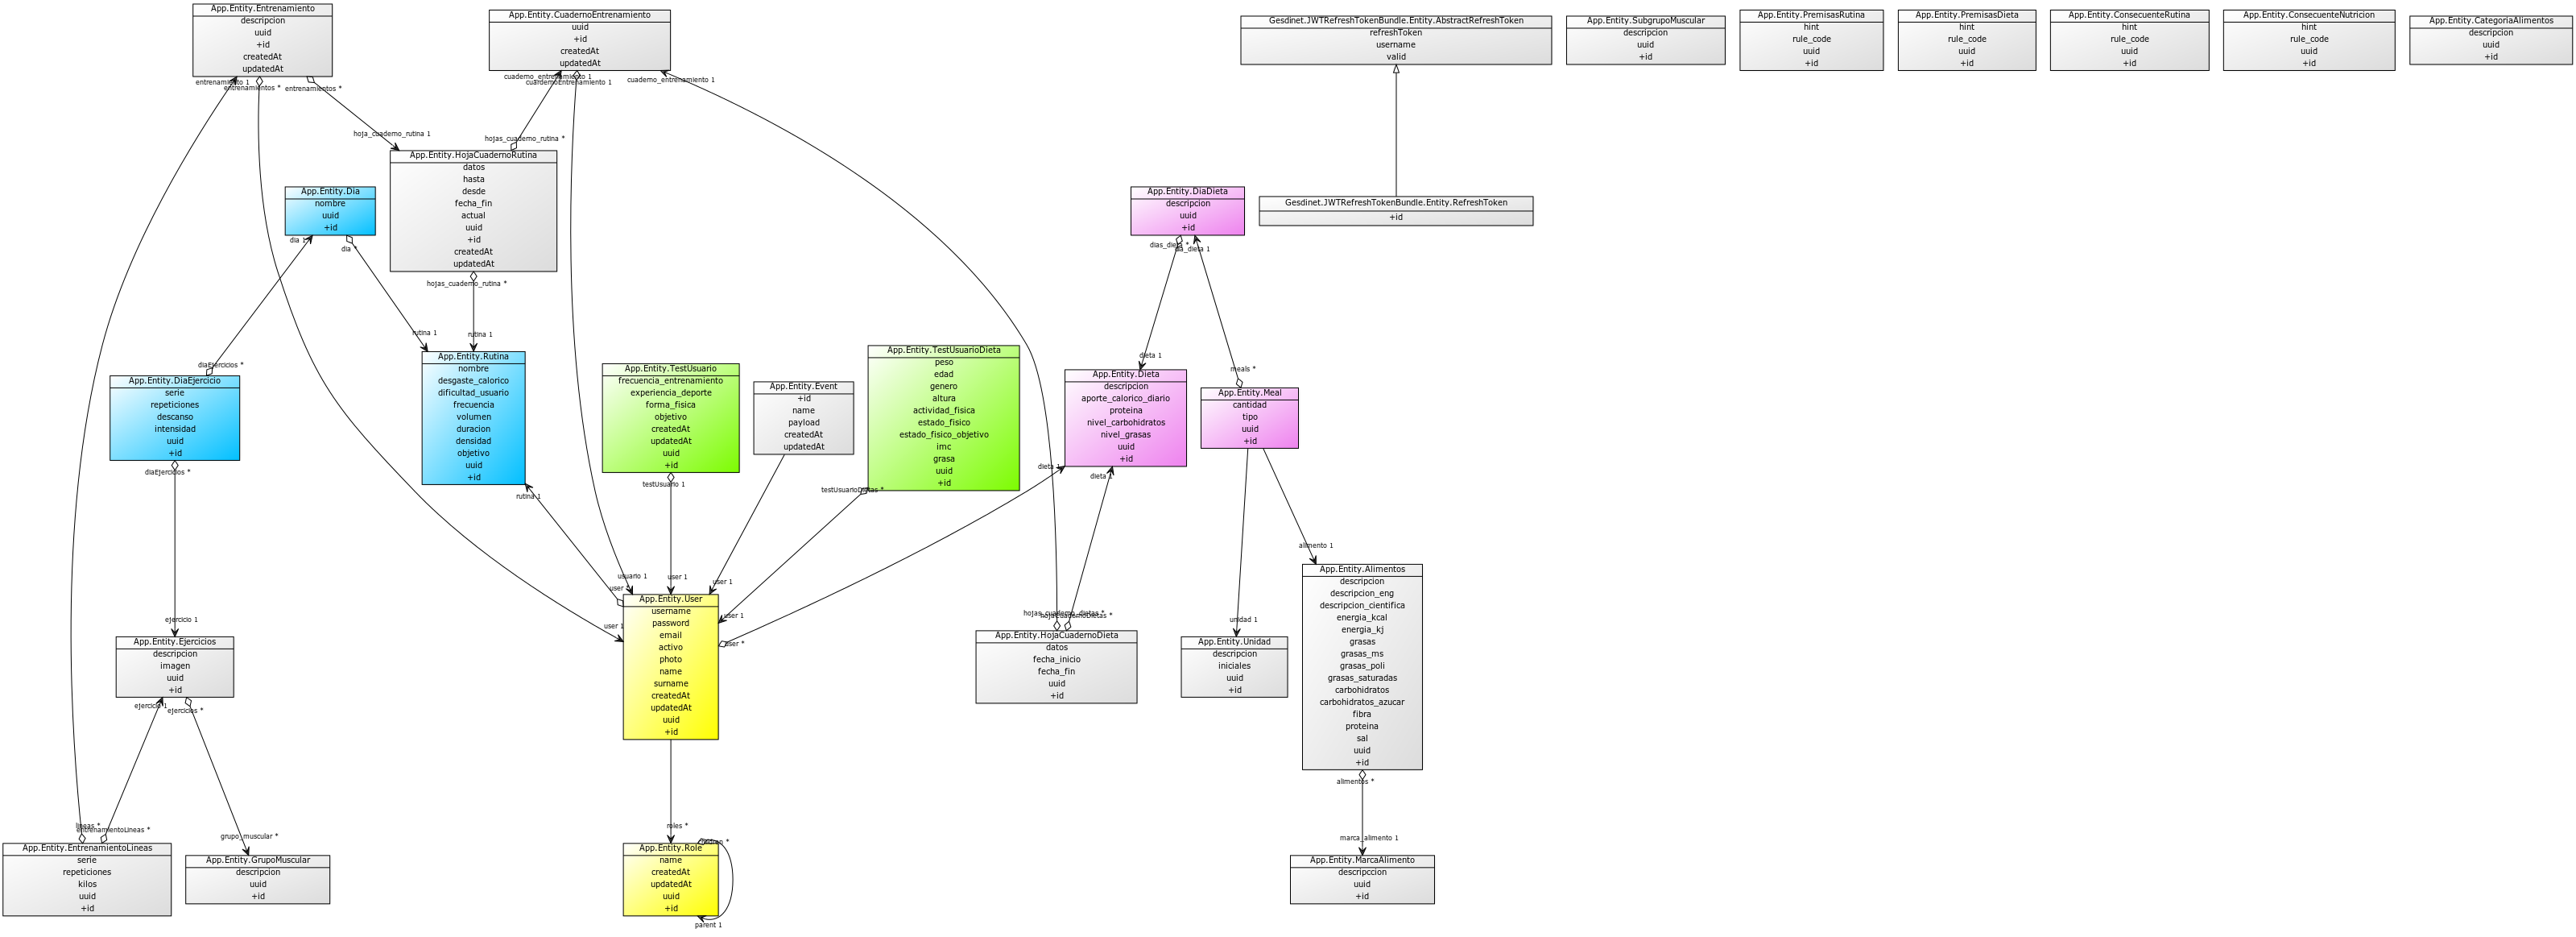 App.Entity.Entrenamiento
descripcion
uuid
+id
createdAt
updatedAt
App.Entity.CuadernoEntrenamiento
uuid
+id
createdAt
updatedAt
Gesdinet.JWTRefreshTokenBundle.Entity.AbstractRefreshToken
refreshToken
username
valid
App.Entity.SubgrupoMuscular
descripcion
uuid
+id
App.Entity.PremisasRutina
hint
rule_code
uuid
+id
App.Entity.PremisasDieta
hint
rule_code
uuid
+id
App.Entity.ConsecuenteRutina
hint
rule_code
uuid
+id
App.Entity.ConsecuenteNutricion
hint
rule_code
uuid
+id
App.Entity.CategoriaAlimentos
descripcion
uuid
+id
entrenamiento 1
entrenamientos *
entrenamientos *
cuaderno_entrenamiento 1
cuardernoEntrenamiento 1
cuaderno_entrenamiento 1
hoja_cuaderno_rutina 1
hojas_cuaderno_rutina *
App.Entity.HojaCuadernoRutina
datos
hasta
desde
fecha_fin
actual
uuid
+id
createdAt
updatedAt
App.Entity.Dia
nombre
uuid
+id
App.Entity.DiaDieta
descripcion
uuid
+id
Gesdinet.JWTRefreshTokenBundle.Entity.RefreshToken
+id
dia 1
dia *
hojas_cuaderno_rutina *
dias_dieta *
dia_dieta 1
rutina 1
rutina 1
diaEjercicios *
dieta 1
meals *
App.Entity.DiaEjercicio
serie
repeticiones
descanso
intensidad
uuid
+id
App.Entity.Rutina
nombre
desgaste_calorico
dificultad_usuario
frecuencia
volumen
duracion
densidad
objetivo
uuid
+id
App.Entity.TestUsuario
frecuencia_entrenamiento
experiencia_deporte
forma_fisica
objetivo
createdAt
updatedAt
uuid
+id
App.Entity.Event
+id
name
payload
createdAt
updatedAt
App.Entity.TestUsuarioDieta
peso
edad
genero
altura
actividad_fisica
estado_fisico
estado_fisico_objetivo
imc
grasa
uuid
+id
App.Entity.Dieta
descripcion
aporte_calorico_diario
proteina
nivel_carbohidratos
nivel_grasas
uuid
+id
App.Entity.Meal
cantidad
tipo
uuid
+id
diaEjercicios *
rutina 1
testUsuario 1
testUsuarioDietas *
dieta 1
dieta 1
alimento 1
usuario 1
user 1
user 1
user *
user 1
user 1
user *
ejercicio 1
hojas_cuaderno_dietas *
hojaCuadernoDietas *
unidad 1
App.Entity.Ejercicios
descripcion
imagen
uuid
+id
App.Entity.User
username
password
email
activo
photo
name
surname
createdAt
updatedAt
uuid
+id
App.Entity.HojaCuadernoDieta
datos
fecha_inicio
fecha_fin
uuid
+id
App.Entity.Unidad
descripcion
iniciales
uuid
+id
App.Entity.Alimentos
descripcion
descripcion_eng
descripcion_cientifica
energia_kcal
energia_kj
grasas
grasas_ms
grasas_poli
grasas_saturadas
carbohidratos
carbohidratos_azucar
fibra
proteina
sal
uuid
+id
ejercicio 1
ejercicios *
alimentos *
lineas *
entrenamientoLineas *
grupo_muscular *
roles *
marca_alimento 1
App.Entity.EntrenamientoLineas
serie
repeticiones
kilos
uuid
+id
App.Entity.GrupoMuscular
descripcion
uuid
+id
children *
App.Entity.Role
name
createdAt
updatedAt
uuid
+id
parent 1
App.Entity.MarcaAlimento
descripccion
uuid
+id